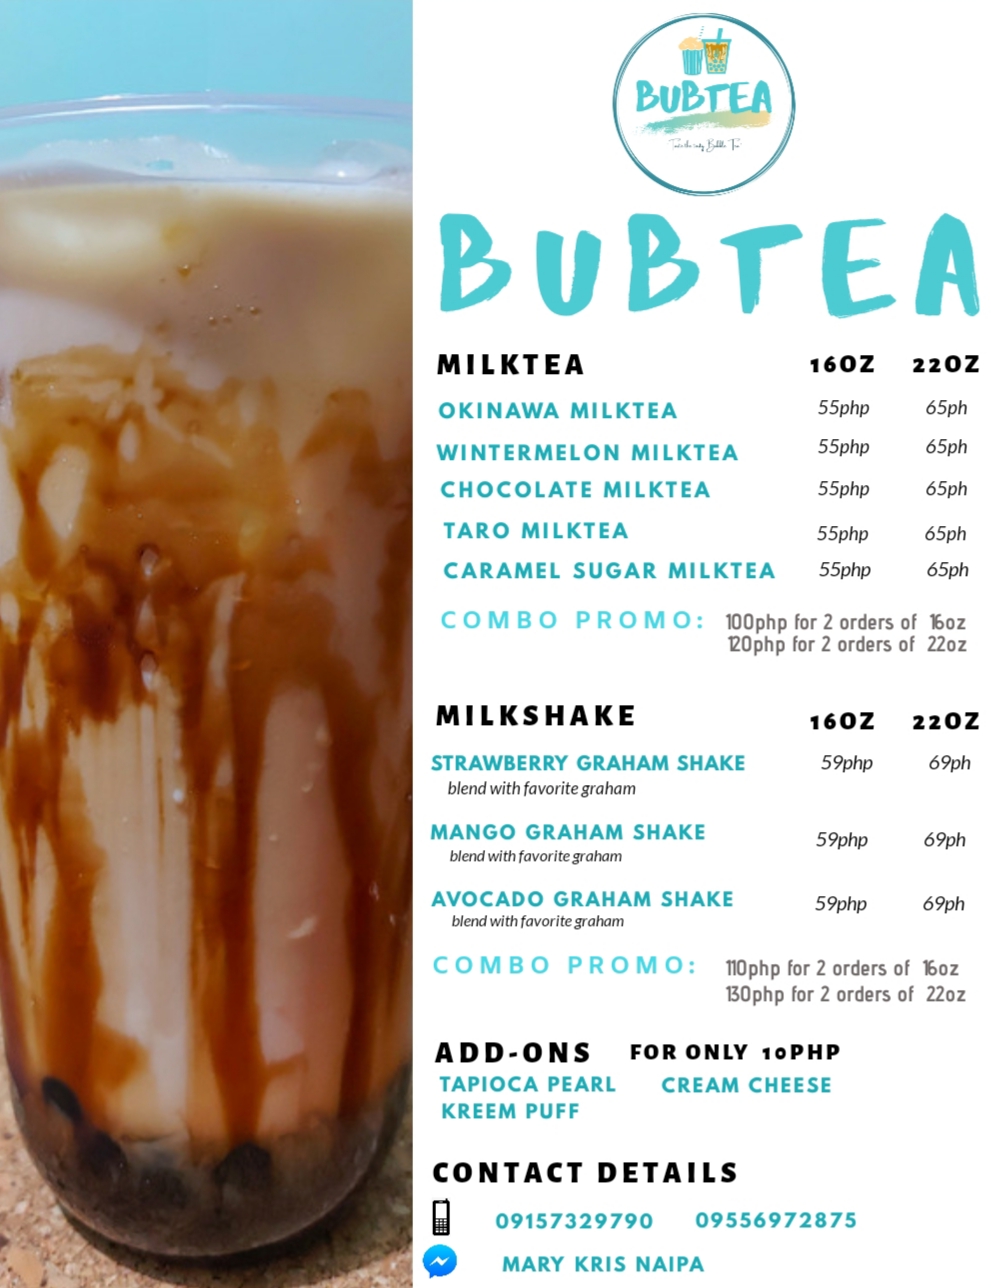 BUBTEA
BUBTEA
MILKTEA 16OZ 22OZ
OKINAWA MILKTEA 55php 65ph
WINTERMELON MILKTEA 55php 65ph
CHOCOLATE MILKTEA 55php 65ph
TARO MILKTEA 55php 65ph
CARAMEL SUGAR MILKTEA 55php 65ph
COMBO PROMO: 100php for 2 orders of 16oz
120php for 2 orders of 22oz
MILKSHAKE 16OZ 22OZ
STRAWBERRY GRAHAM SHAKE 59php 69ph
blend with favorite graham
MANGO GRAHAM SHAKE 59php 69ph
blend with favorite graham
AVOCADO GRAHAM SHAKE 59php 69ph
blend with favorite graham
COMBO PROMO: 110php for 2 orders of 16oz
130php for 2 orders of 22oz
ADD-ONS FOR ONLY 10PHP
TAPIOCA PEARL CREAM CHEESE
KREEM PUFF
CONTACT DETAILS
09157329790 09556972875
MARY KRIS NAIPA